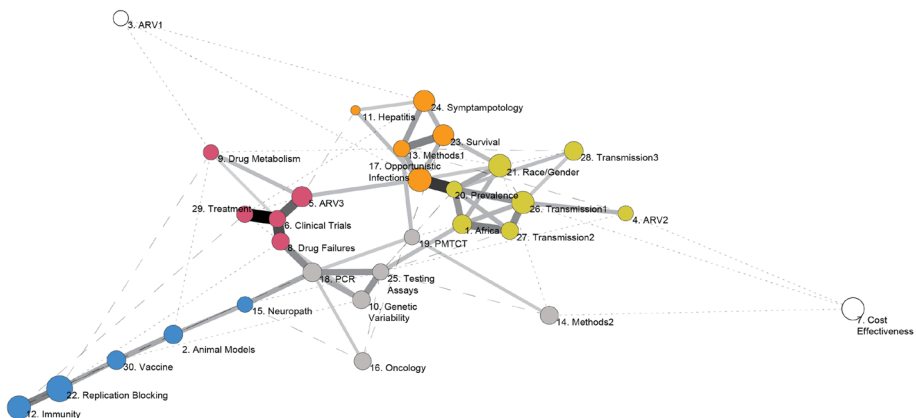 3. ARV1
24. Symptampotology
11. Hepatitis
23. Survival
13. Methods1
9. Drug Metabolism
28. Transmission3
17. Opportunistic
Infections
21. Race/Gender
20. Prevalence
5. ARV3
29. Treatment
26. Transmission1
4. ARV2
6. Clinical Trials
1. Africa
27. Transmission2
19. PMTCT
8. Drug Failures
18. PCR
25. Testing
Assays
10. Genetic
Variability
15. Neuropath
14. Methods2
7. Cost
Effectiveness
2. Animal Models
30. Vaccine
16. Oncology
22. Replication Blocking
12. Immunity